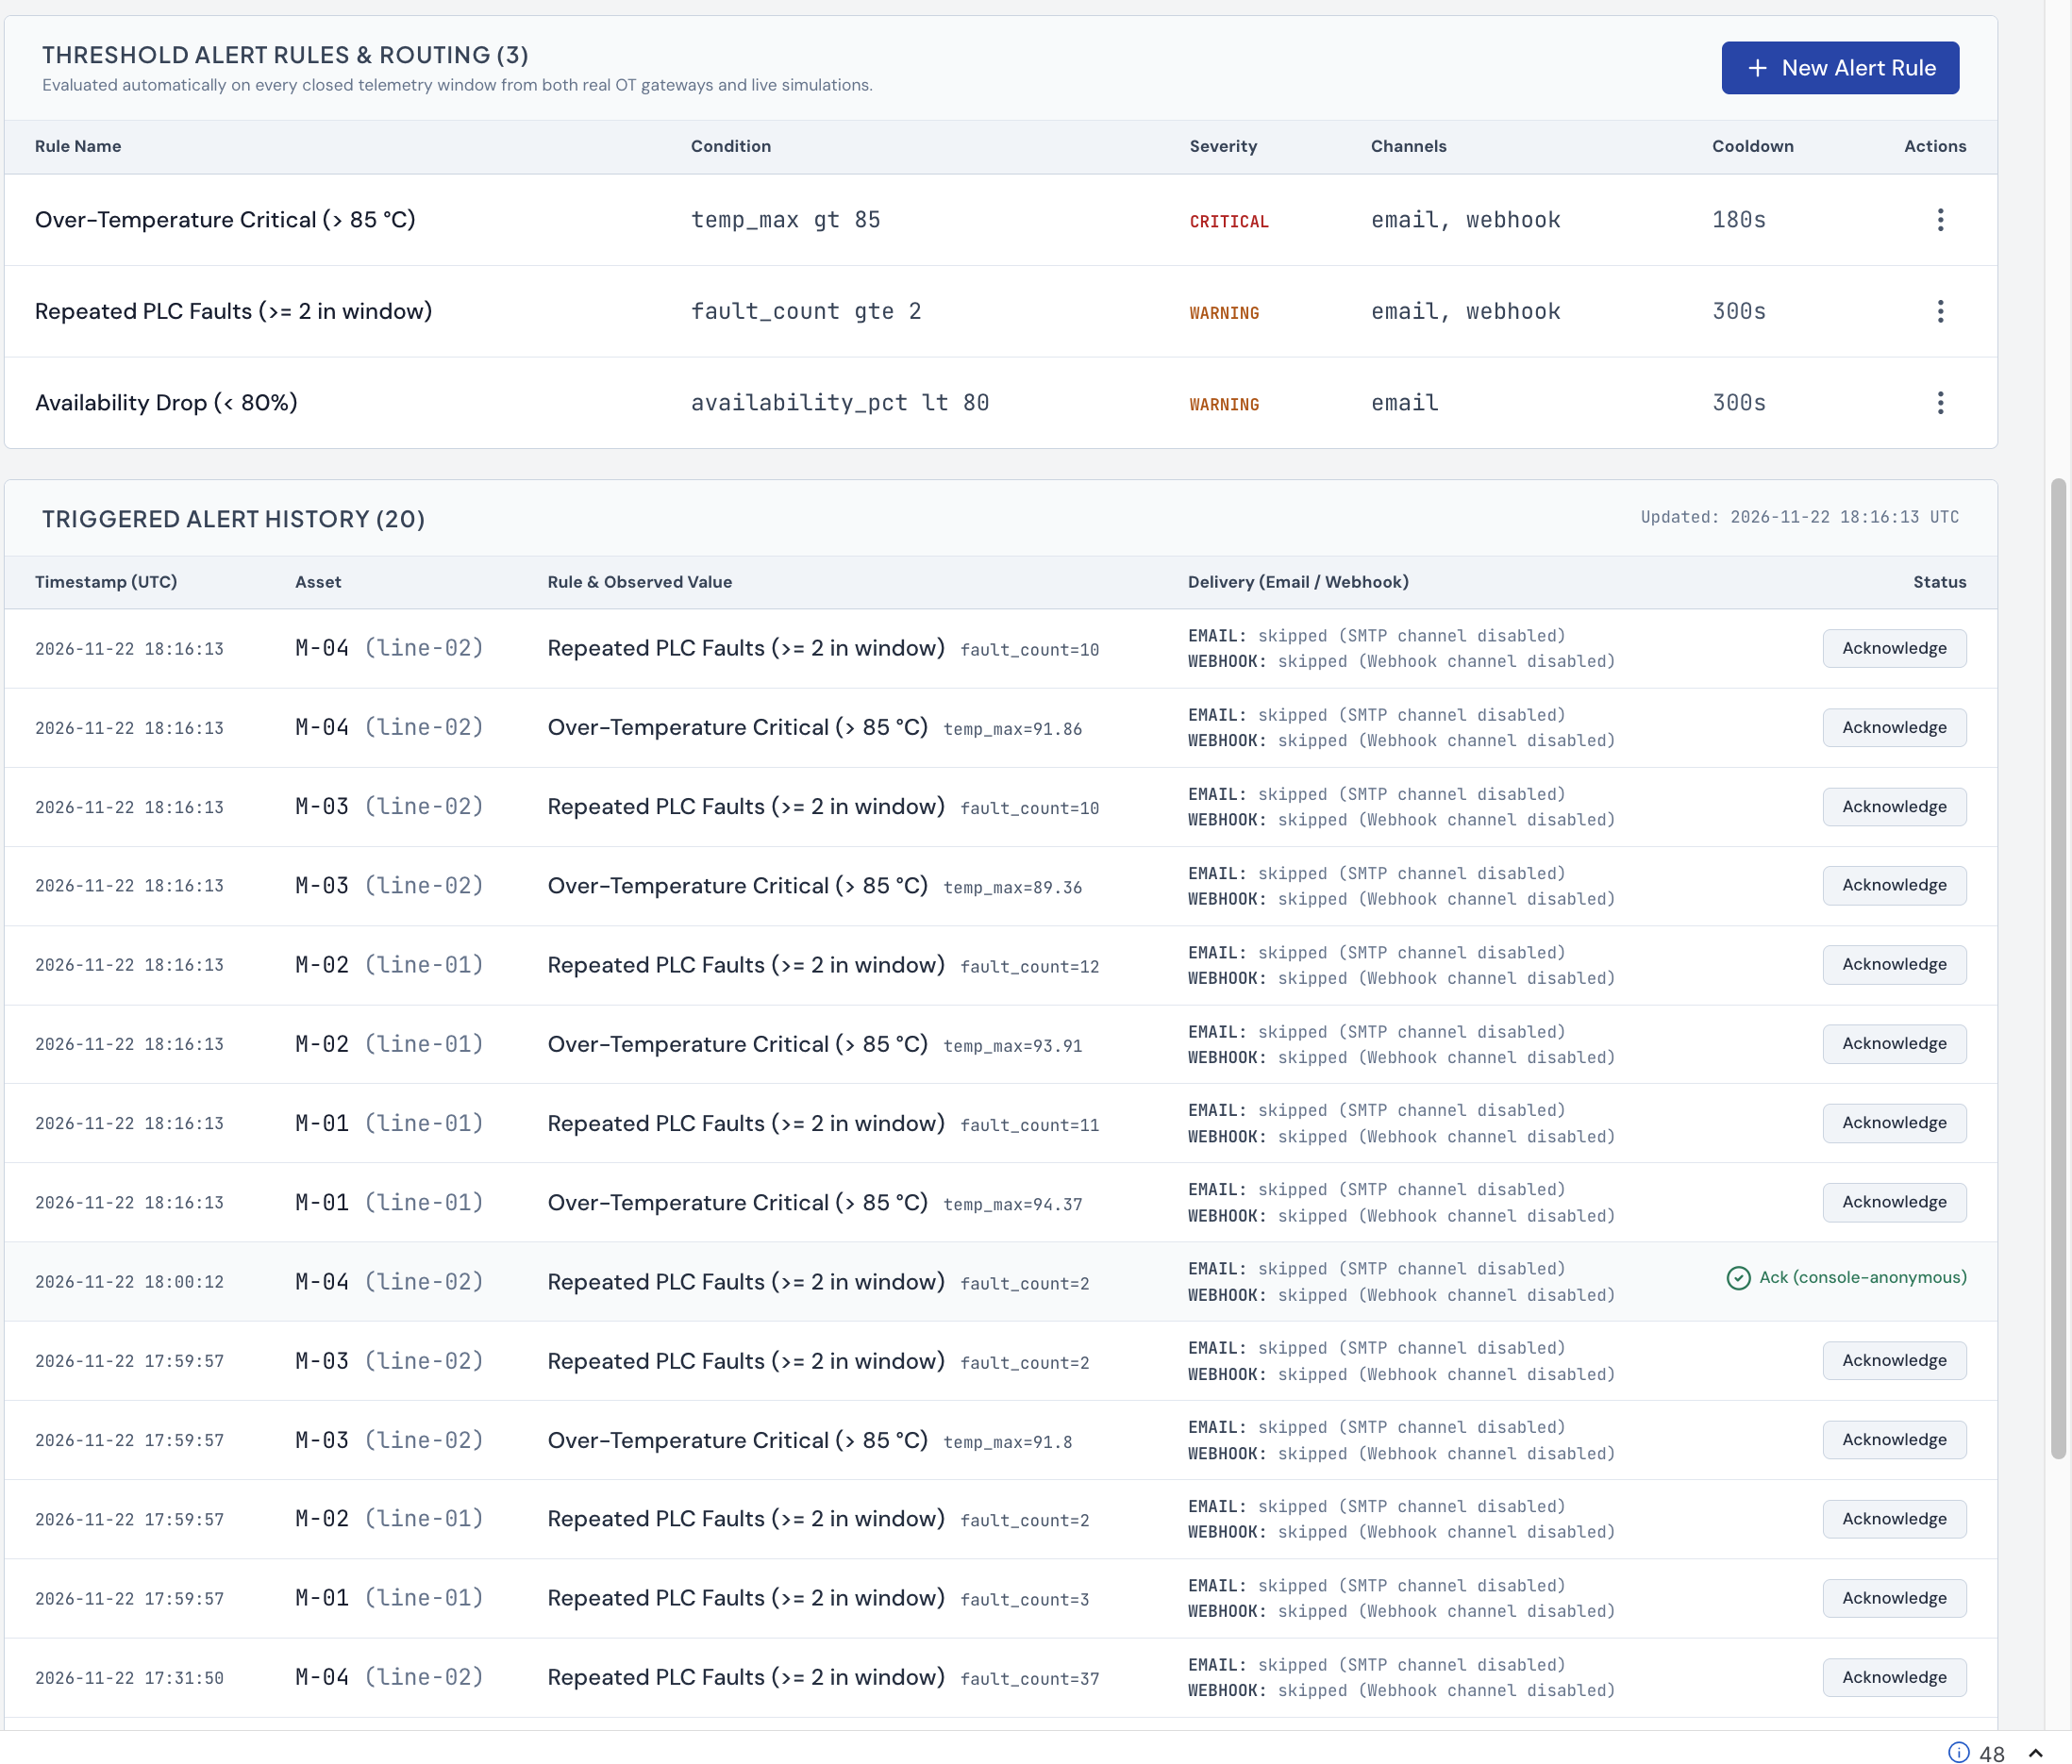 THRESHOLD ALERT RULES & ROUTING (3)
Evaluated automatically on every closed telemetry window from both real OT gateways and live simulations.
+ New Alert Rule
Rule Name Condition Severity Channels Cooldown Actions
Over-Temperature Critical (> 85 °C) temp_max gt 85 CRITICAL email, webhook 180s
Repeated PLC Faults (>= 2 in window) fault_count gte 2 WARNING email, webhook 300s
Availability Drop (< 80%) availability_pct lt 80 WARNING email 300s
TRIGGERED ALERT HISTORY (20) Updated: 2026-11-22 18:16:13 UTC
Timestamp (UTC) Asset Rule & Observed Value Delivery (Email / Webhook) Status
2026-11-22 18:16:13 M-04 (line-02) Repeated PLC Faults (>= 2 in window) fault_count=10 EMAIL: skipped (SMTP channel disabled)
WEBHOOK: skipped (Webhook channel disabled) Acknowledge
2026-11-22 18:16:13 M-04 (line-02) Over-Temperature Critical (> 85 °C) temp_max=91.86 EMAIL: skipped (SMTP channel disabled)
WEBHOOK: skipped (Webhook channel disabled) Acknowledge
2026-11-22 18:16:13 M-03 (line-02) Repeated PLC Faults (>= 2 in window) fault_count=10 EMAIL: skipped (SMTP channel disabled)
WEBHOOK: skipped (Webhook channel disabled) Acknowledge
2026-11-22 18:16:13 M-03 (line-02) Over-Temperature Critical (> 85 °C) temp_max=89.36 EMAIL: skipped (SMTP channel disabled)
WEBHOOK: skipped (Webhook channel disabled) Acknowledge
2026-11-22 18:16:13 M-02 (line-01) Repeated PLC Faults (>= 2 in window) fault_count=12 EMAIL: skipped (SMTP channel disabled)
WEBHOOK: skipped (Webhook channel disabled) Acknowledge
2026-11-22 18:16:13 M-02 (line-01) Over-Temperature Critical (> 85 °C) temp_max=93.91 EMAIL: skipped (SMTP channel disabled)
WEBHOOK: skipped (Webhook channel disabled) Acknowledge
2026-11-22 18:16:13 M-01 (line-01) Repeated PLC Faults (>= 2 in window) fault_count=11 EMAIL: skipped (SMTP channel disabled)
WEBHOOK: skipped (Webhook channel disabled) Acknowledge
2026-11-22 18:16:13 M-01 (line-01) Over-Temperature Critical (> 85 °C) temp_max=94.37 EMAIL: skipped (SMTP channel disabled)
WEBHOOK: skipped (Webhook channel disabled) Acknowledge
2026-11-22 18:00:12 M-04 (line-02) Repeated PLC Faults (>= 2 in window) fault_count=2 EMAIL: skipped (SMTP channel disabled)
WEBHOOK: skipped (Webhook channel disabled) Ack (console-anonymous)
2026-11-22 17:59:57 M-03 (line-02) Repeated PLC Faults (>= 2 in window) fault_count=2 EMAIL: skipped (SMTP channel disabled)
WEBHOOK: skipped (Webhook channel disabled) Acknowledge
2026-11-22 17:59:57 M-03 (line-02) Over-Temperature Critical (> 85 °C) temp_max=91.8 EMAIL: skipped (SMTP channel disabled)
WEBHOOK: skipped (Webhook channel disabled) Acknowledge
2026-11-22 17:59:57 M-02 (line-01) Repeated PLC Faults (>= 2 in window) fault_count=2 EMAIL: skipped (SMTP channel disabled)
WEBHOOK: skipped (Webhook channel disabled) Acknowledge
2026-11-22 17:59:57 M-01 (line-01) Repeated PLC Faults (>= 2 in window) fault_count=3 EMAIL: skipped (SMTP channel disabled)
WEBHOOK: skipped (Webhook channel disabled) Acknowledge
2026-11-22 17:31:50 M-04 (line-02) Repeated PLC Faults (>= 2 in window) fault_count=37 EMAIL: skipped (SMTP channel disabled)
WEBHOOK: skipped (Webhook channel disabled) Acknowledge
48